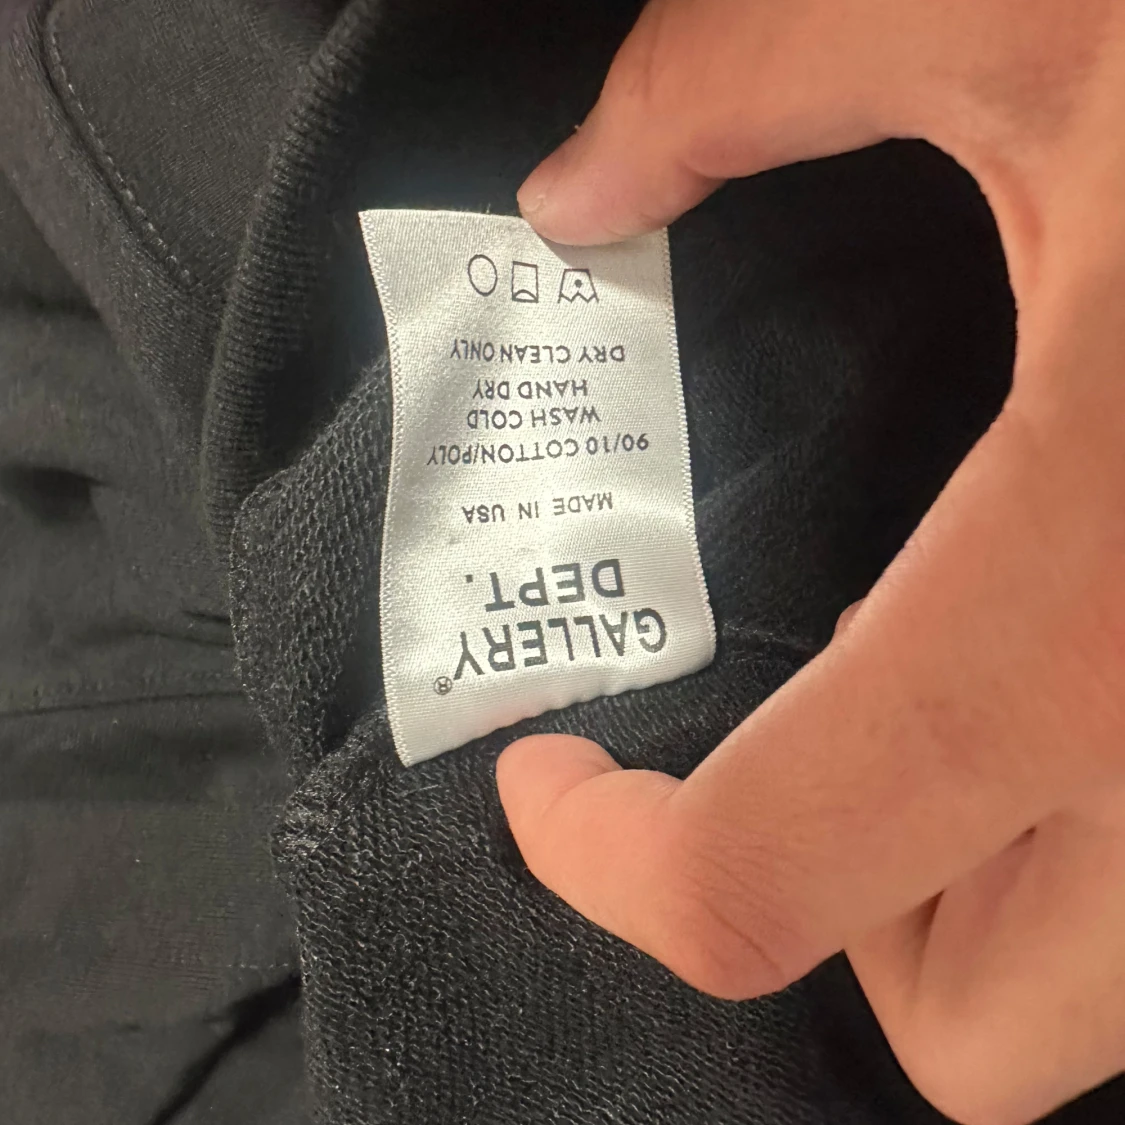 GALLERY®
DEPT.
MADE IN USA
90/10 COTTON/POLY
WASH COLD
HAND DRY
DRY CLEAN ONLY